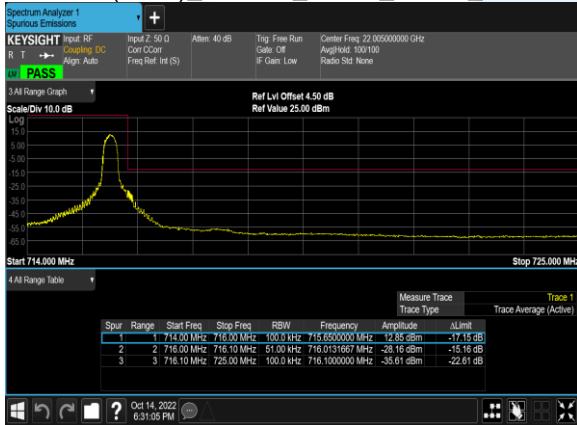 Spectrum Analyzer 1
Spurious Emissions
+
KEYSIGHT Input: RF Input Z: 50 Ω Atten: 40 dB Trig: Free Run Center Freq: 22.005000000 GHz
R T Coupling: DC Corr CCorr Gate: Off Avg|Hold: 100/100
Align: Auto Freq Ref: Int (S) IF Gain: Low Radio Std: None
PASS
3 All Range Graph
Ref Lvl Offset 4.50 dB
Scale/Div 10.0 dB Ref Value 25.00 dBm
Log
15.0
5.00
-5.00
-15.0
-25.0
-35.0
-45.0
-55.0
-65.0
Start 714.000 MHz Stop 725.000 MHz
4 All Range Table
Measure Trace Trace 1
Trace Type Trace Average (Active)
Spur Range Start Freq Stop Freq RBW Frequency Amplitude ΔLimit
1 1 714.00 MHz 716.00 MHz 100.0 kHz 715.6500000 MHz 12.85 dBm -17.15 dB
2 2 716.00 MHz 716.10 MHz 51.00 kHz 716.0131667 MHz -28.16 dBm -15.16 dB
3 3 716.10 MHz 725.00 MHz 100.0 kHz 716.1000000 MHz -35.61 dBm -22.61 dB
? Oct 14, 2022
6:31:05 PM